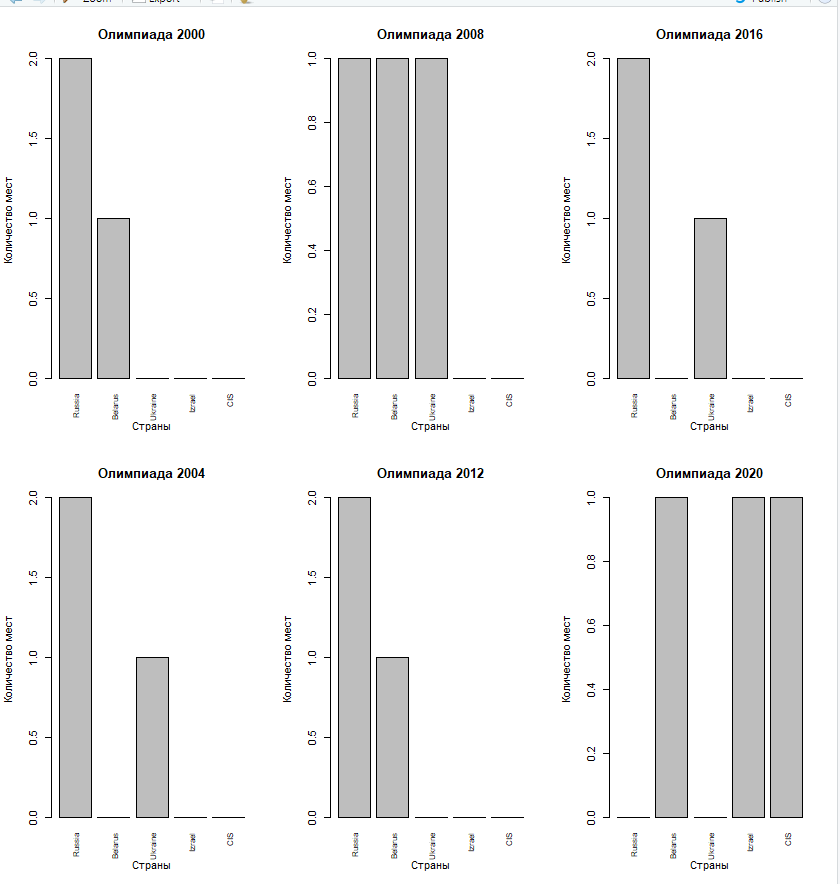 Zoom Export Publish
Олимпиада 2000
Количество мест
0.0 0.5 1.0 1.5 2.0
Russia Belarus Ukraine Izrael CIS
Страны
Олимпиада 2008
Количество мест
0.0 0.2 0.4 0.6 0.8 1.0
Russia Belarus Ukraine Izrael CIS
Страны
Олимпиада 2016
Количество мест
0.0 0.5 1.0 1.5 2.0
Russia Belarus Ukraine Izrael CIS
Страны
Олимпиада 2004
Количество мест
0.0 0.5 1.0 1.5 2.0
Russia Belarus Ukraine Izrael CIS
Страны
Олимпиада 2012
Количество мест
0.0 0.5 1.0 1.5 2.0
Russia Belarus Ukraine Izrael CIS
Страны
Олимпиада 2020
Количество мест
0.0 0.2 0.4 0.6 0.8 1.0
Russia Belarus Ukraine Izrael CIS
Страны